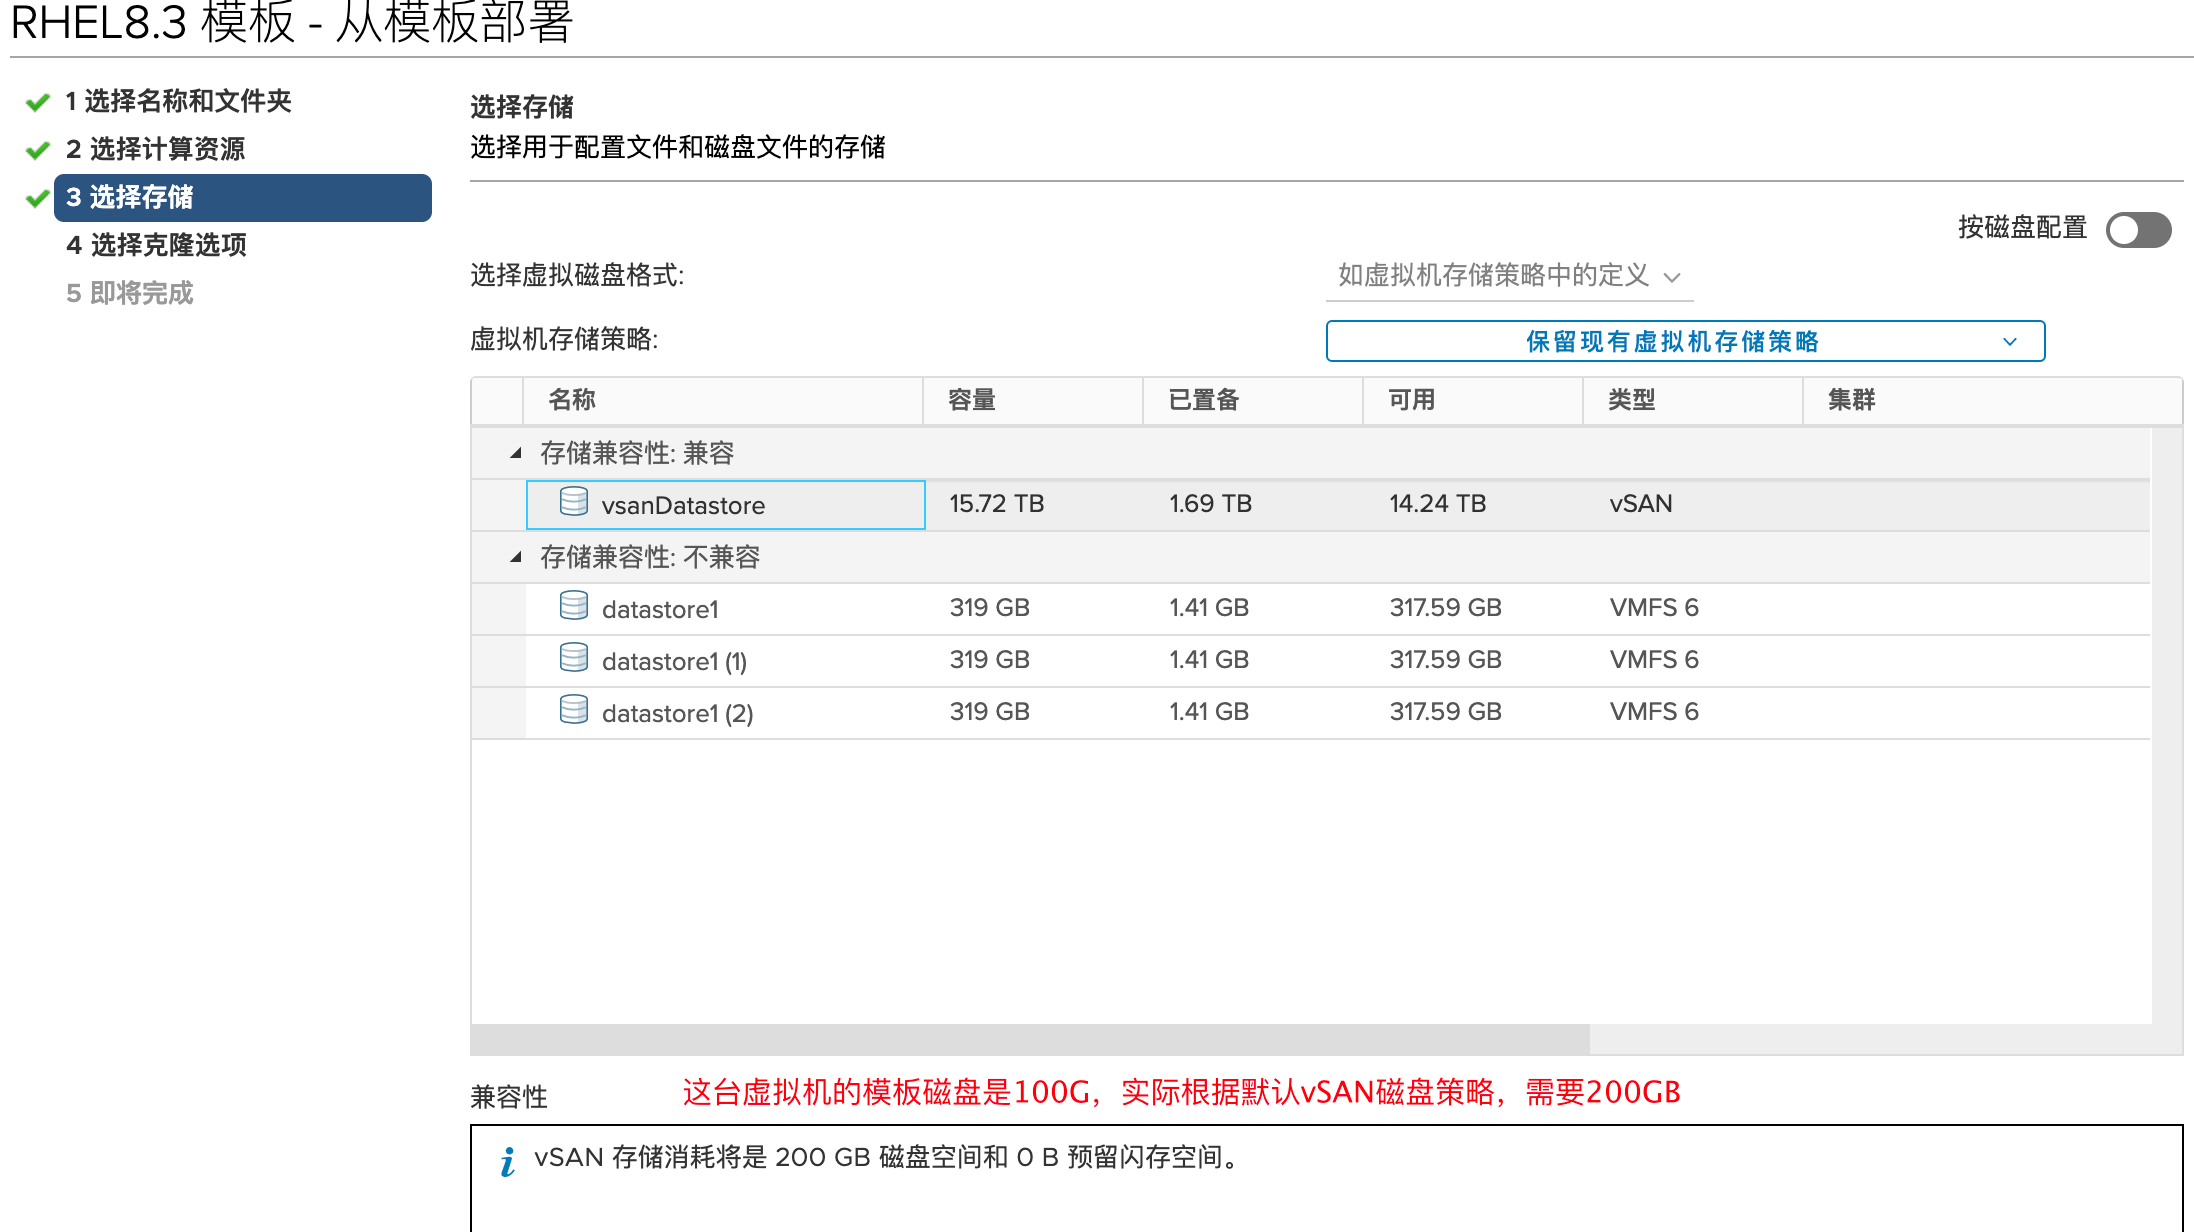 RHEL8.3 模板 - 从模板部署
1 选择名称和文件夹
2 选择计算资源
3 选择存储
4 选择克隆选项
5 即将完成
选择存储
选择用于配置文件和磁盘文件的存储
按磁盘配置
选择虚拟磁盘格式: 如虚拟机存储策略中的定义
虚拟机存储策略: 保留现有虚拟机存储策略
名称 容量 已置备 可用 类型 集群
存储兼容性: 兼容
vsanDatastore 15.72 TB 1.69 TB 14.24 TB vSAN
存储兼容性: 不兼容
datastore1 319 GB 1.41 GB 317.59 GB VMFS 6
datastore1 (1) 319 GB 1.41 GB 317.59 GB VMFS 6
datastore1 (2) 319 GB 1.41 GB 317.59 GB VMFS 6
兼容性 这台虚拟机的模板磁盘是100G，实际根据默认vSAN磁盘策略，需要200GB
vSAN 存储消耗将是 200 GB 磁盘空间和 0 B 预留闪存空间。